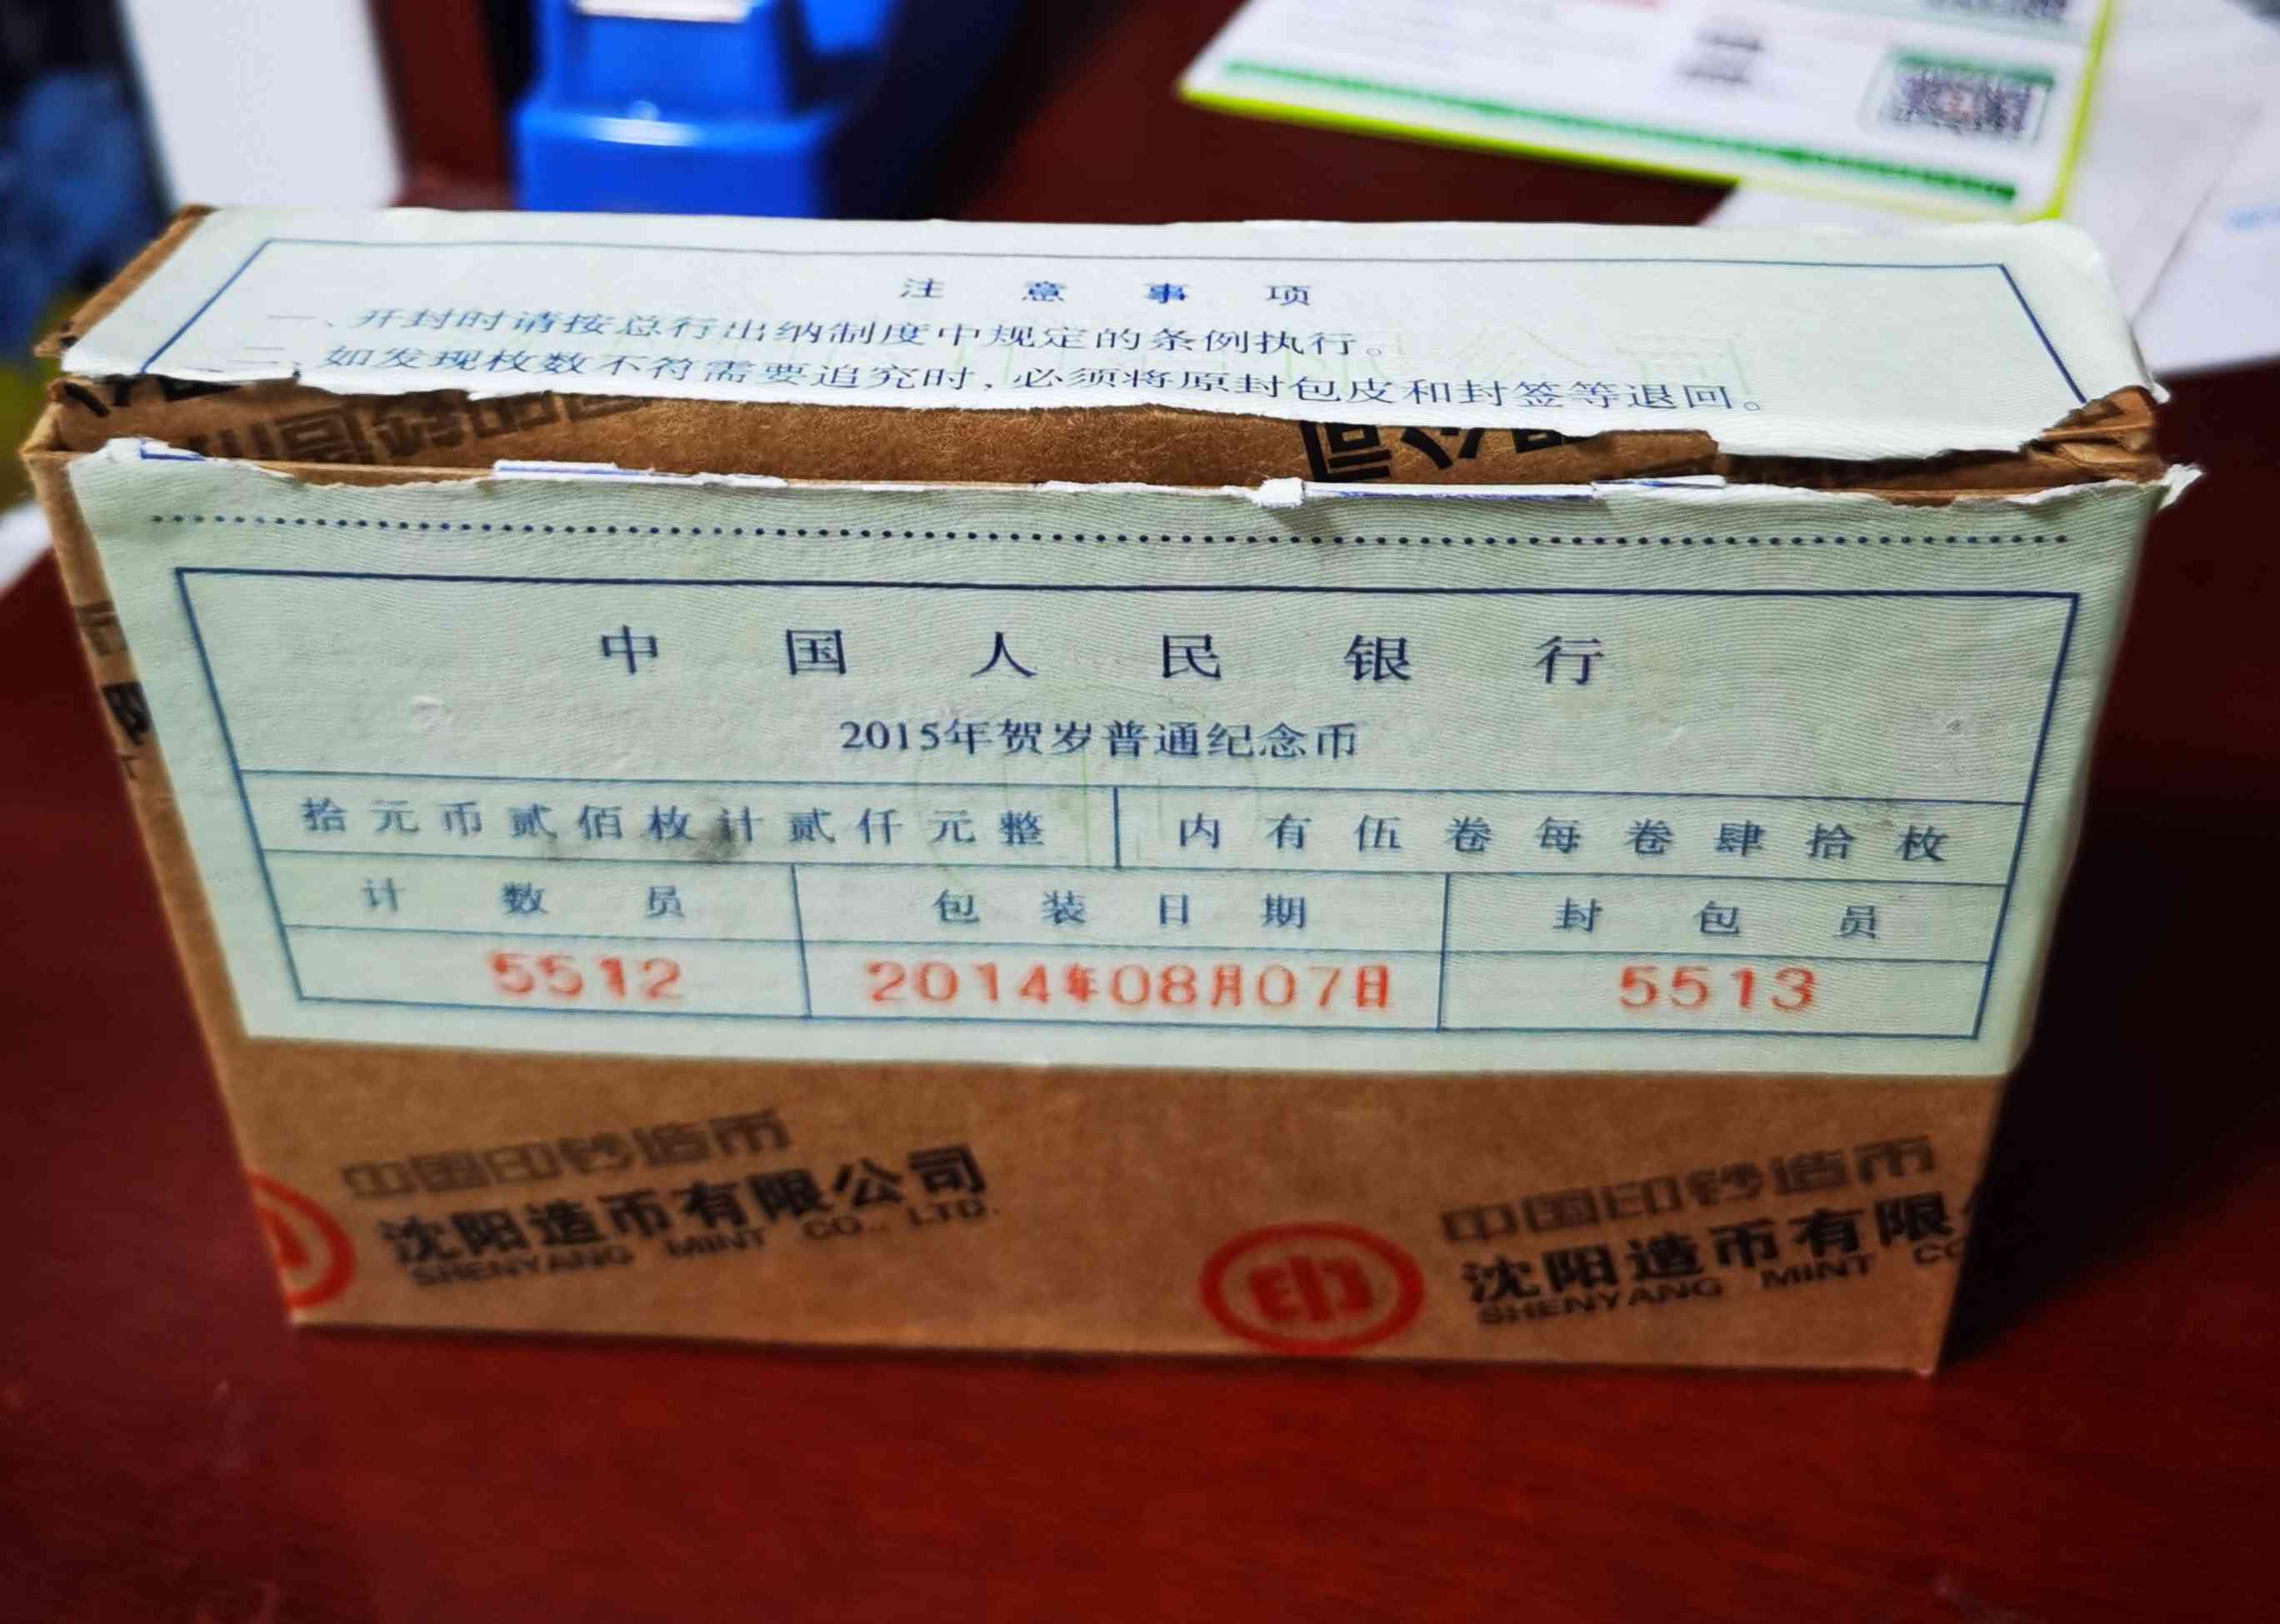 注意事项
一、开封时请按总行出纳制度中规定的条例执行。
二、如发现枚数不符需要追究时，必须将原封包皮和封签等退回。
中国人民银行
2015年贺岁普通纪念币
拾元币贰佰枚计贰仟元整 内有伍卷每卷肆拾枚
计数员 包装日期 封包员
5512 2014年08月07日 5513
中国印钞造币
沈阳造币有限公司
SHENYANG MINT CO., LTD.
中国印钞造币
沈阳造币有限
SHENYANG MINT CO